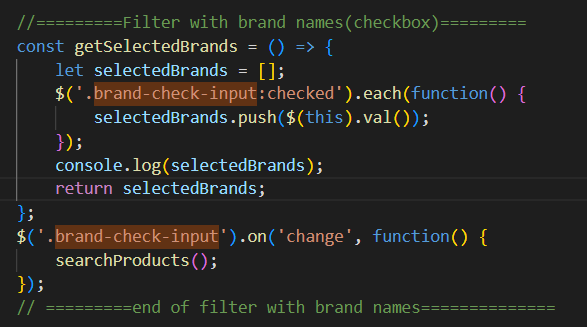 //=========Filter with brand names(checkbox)=========
const getSelectedBrands = () => {
let selectedBrands = [];
$('.brand-check-input:checked').each(function() {
selectedBrands.push($(this).val());
});
console.log(selectedBrands);
return selectedBrands;
};
$('.brand-check-input').on('change', function() {
searchProducts();
});
// =========end of filter with brand names==============